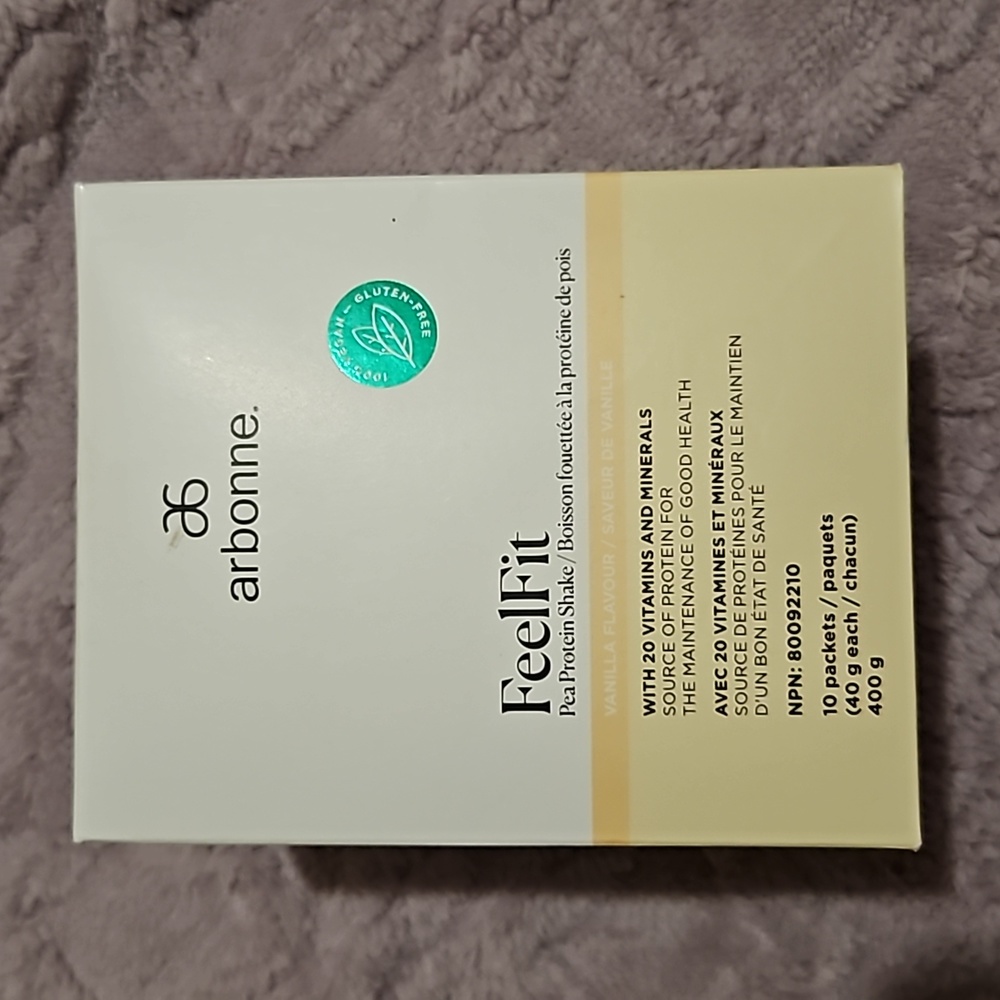 arbonne.
100% VEGAN – GLUTEN-FREE
FeelFit
Pea Protein Shake / Boisson fouettée à la protéine de pois
VANILLA FLAVOUR / SAVEUR DE VANILLE
WITH 20 VITAMINS AND MINERALS
SOURCE OF PROTEIN FOR
THE MAINTENANCE OF GOOD HEALTH
AVEC 20 VITAMINES ET MINÉRAUX
SOURCE DE PROTÉINES POUR LE MAINTIEN
D'UN BON ÉTAT DE SANTÉ
NPN: 80092210
10 packets / paquets
(40 g each / chacun)
400 g